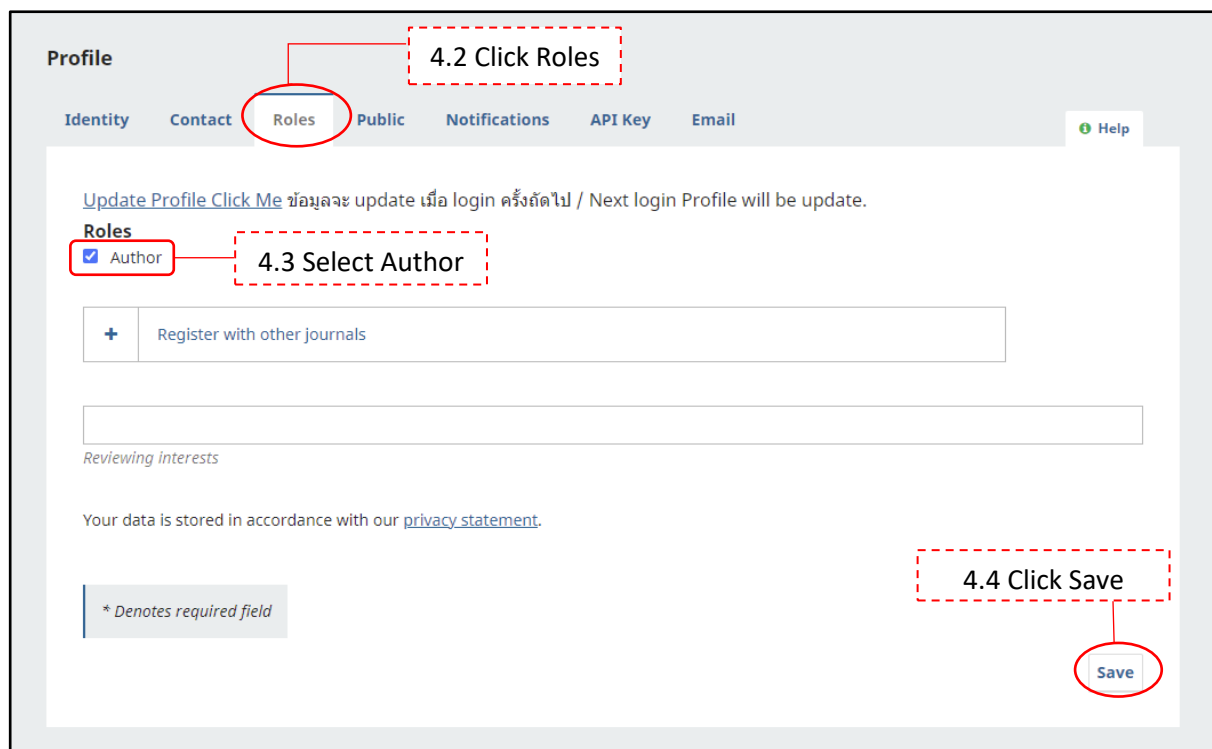 4.2 Click Roles
Profile
Identity Contact Roles Public Notifications API Key Email
Help
Update Profile Click Me ข้อมูลจะ update เมื่อ login ครั้งถัดไป / Next login Profile will be update.
Roles
Author
4.3 Select Author
+ Register with other journals
Reviewing interests
Your data is stored in accordance with our privacy statement.
4.4 Click Save
* Denotes required field
Save